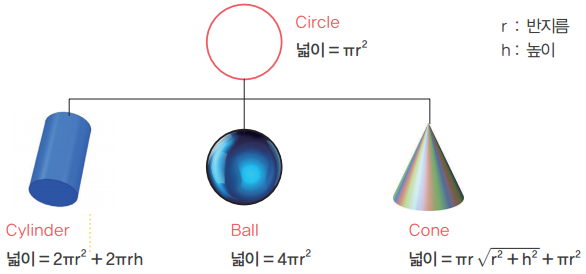 Circle
넓이 = πr²
r : 반지름
h : 높이
Cylinder
넓이 = 2πr² + 2πrh
Ball
넓이 = 4πr²
Cone
넓이 = πr √r² + h² + πr²